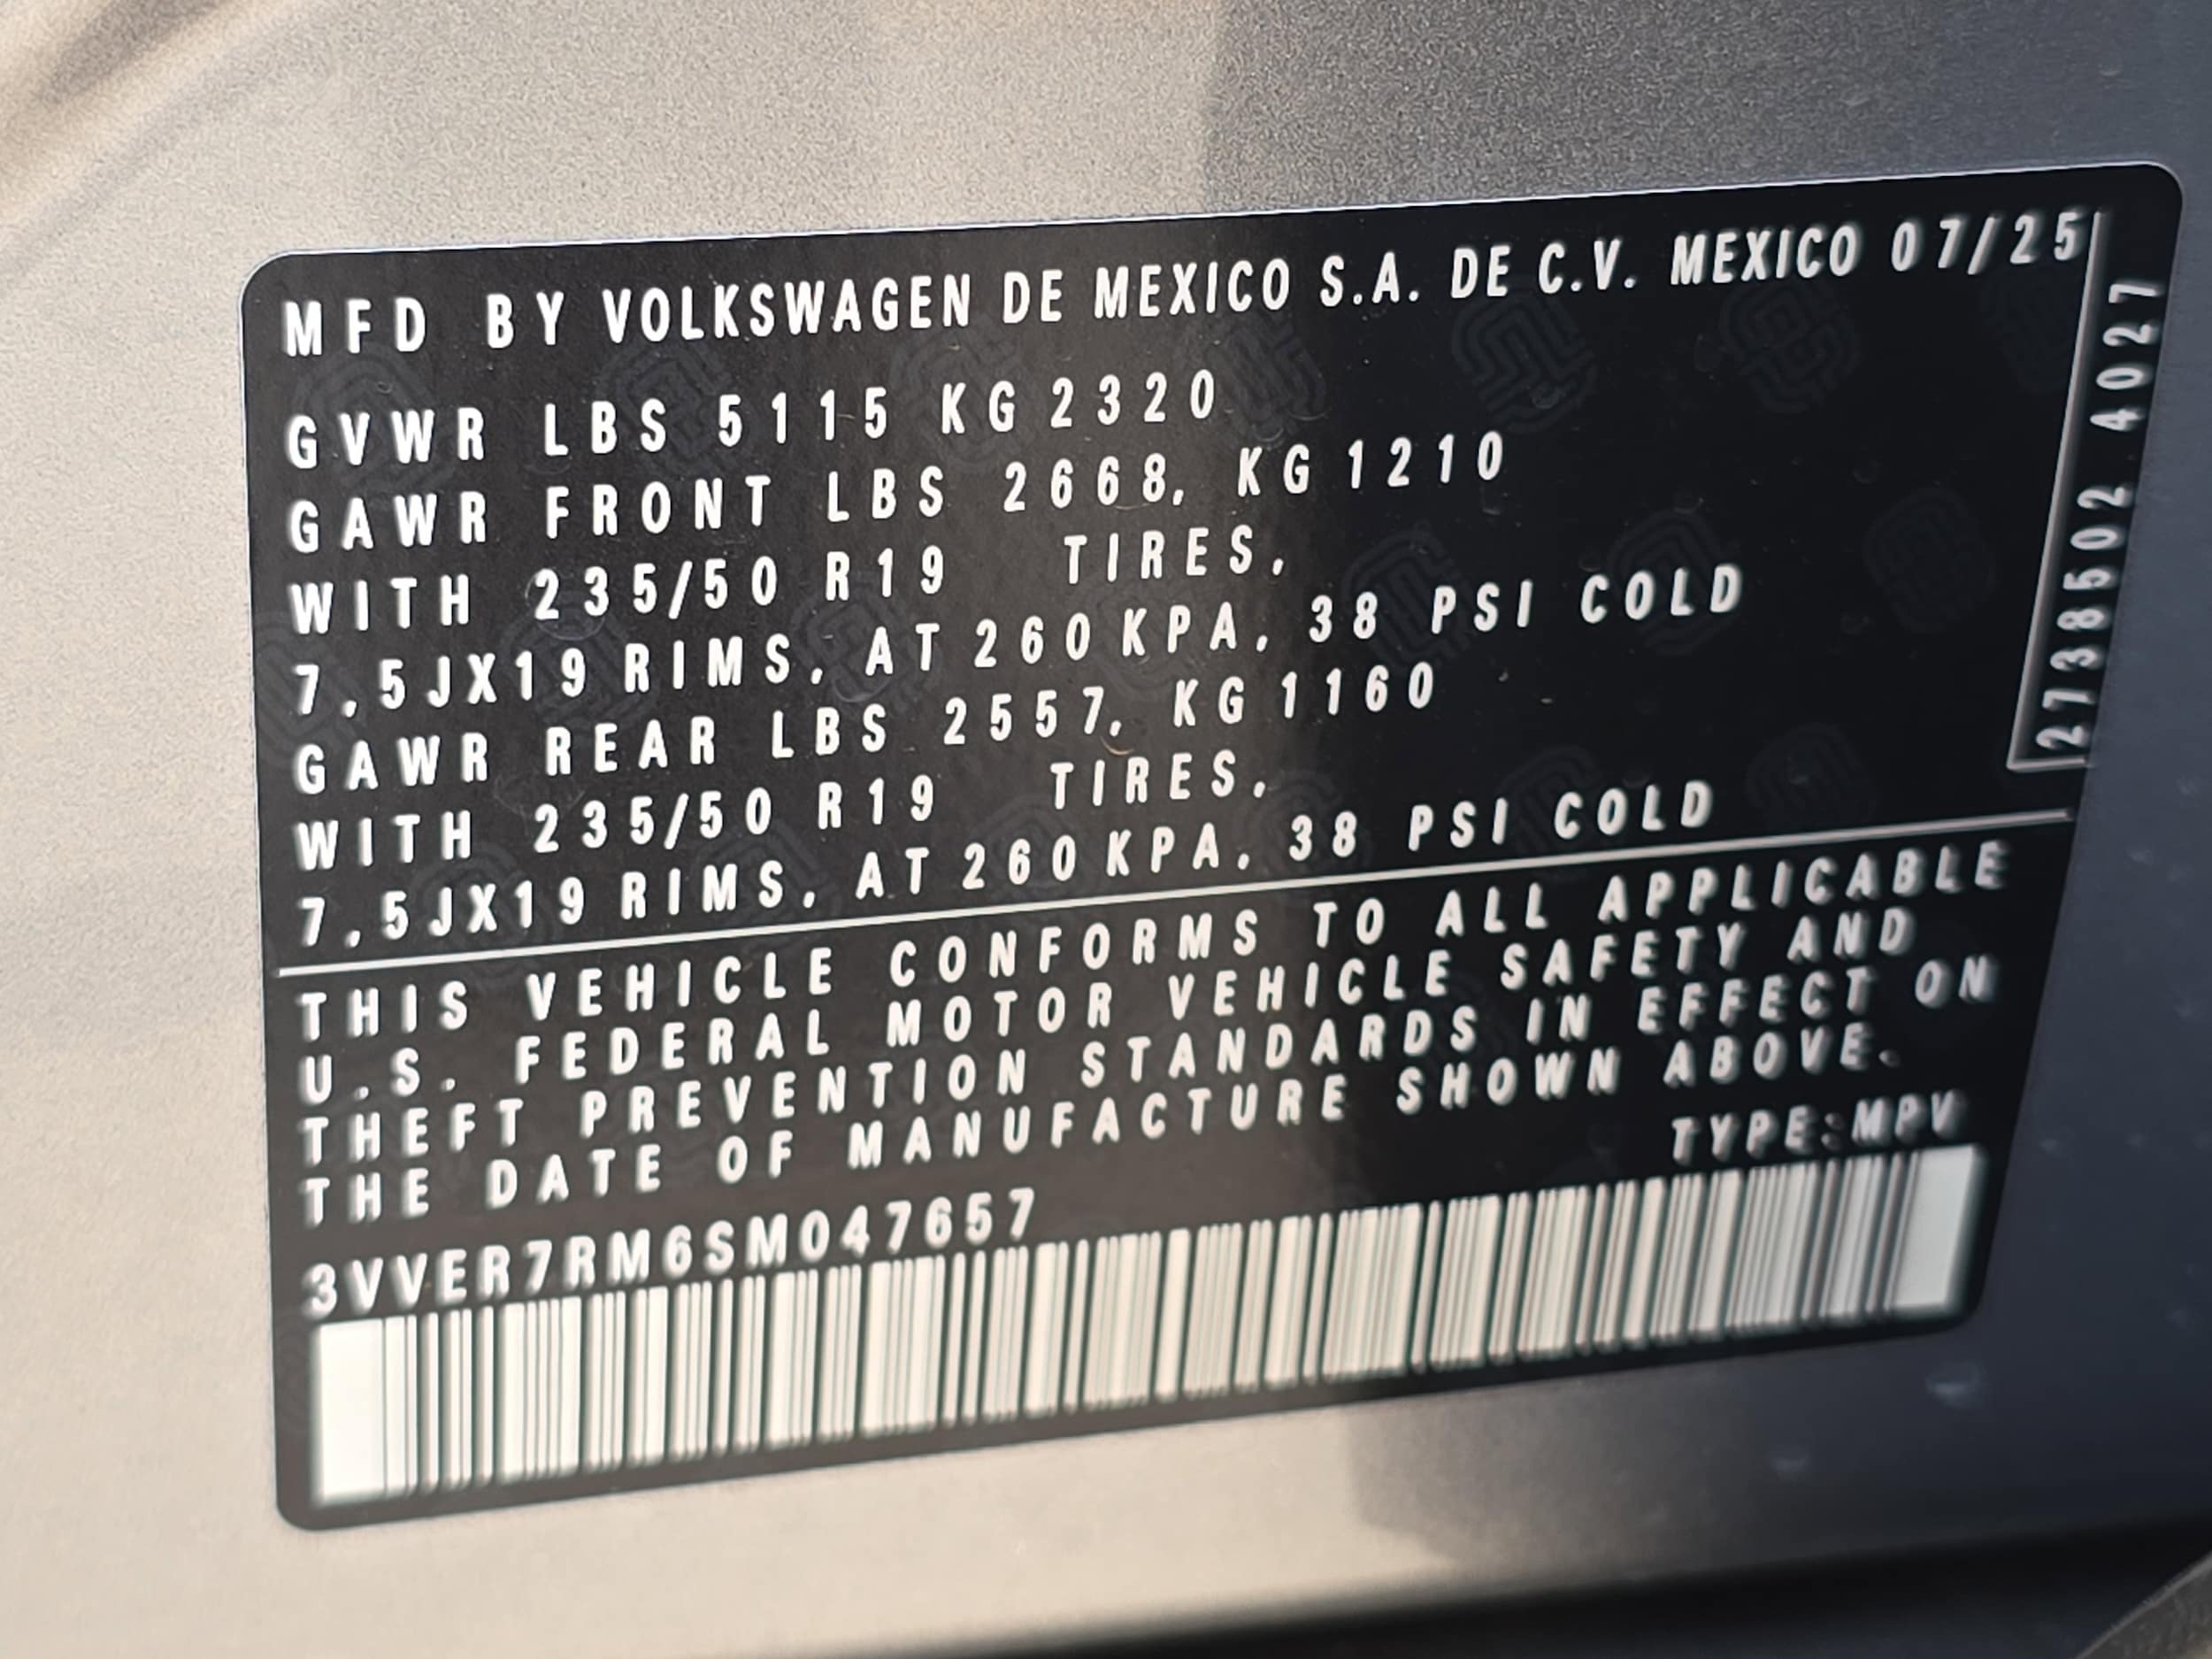 MFD BY VOLKSWAGEN DE MEXICO S.A. DE C.V. MEXICO 07/25
GVWR LBS 5115 KG 2320
GAWR FRONT LBS 2668, KG 1210
WITH 235/50 R19 TIRES,
7,5JX19 RIMS, AT 260 KPA, 38 PSI COLD
GAWR REAR LBS 2557, KG 1160
WITH 235/50 R19 TIRES,
7,5JX19 RIMS, AT 260 KPA, 38 PSI COLD
THIS VEHICLE CONFORMS TO ALL APPLICABLE
U.S. FEDERAL MOTOR VEHICLE SAFETY AND
THEFT PREVENTION STANDARDS IN EFFECT ON
THE DATE OF MANUFACTURE SHOWN ABOVE.
TYPE:MPV
3VVER7RM6SM047657
2738502 4027